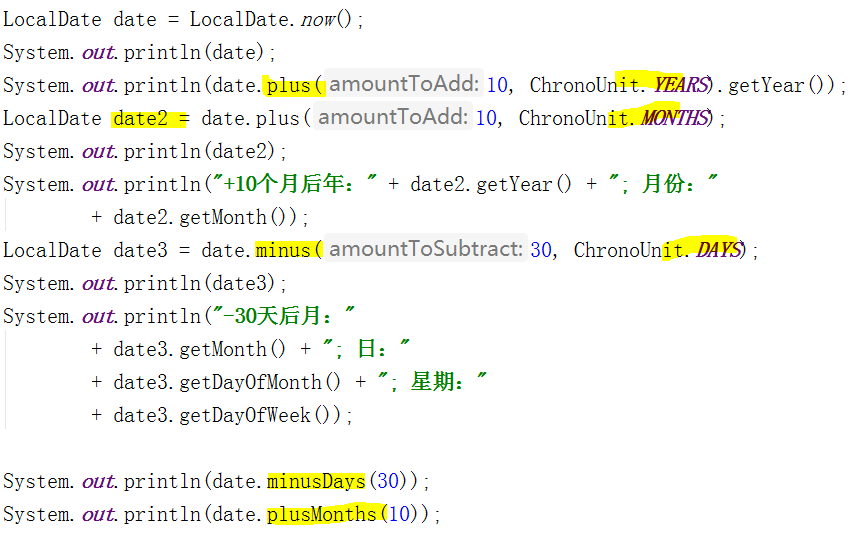 LocalDate date = LocalDate.now();
System.out.println(date);
System.out.println(date.plus( amountToAdd: 10, ChronoUnit.YEARS).getYear());
LocalDate date2 = date.plus( amountToAdd: 10, ChronoUnit.MONTHS);
System.out.println(date2);
System.out.println("+10个月后年：" + date2.getYear() + "; 月份："
+ date2.getMonth());
LocalDate date3 = date.minus( amountToSubtract: 30, ChronoUnit.DAYS);
System.out.println(date3);
System.out.println("-30天后月："
+ date3.getMonth() + "; 日："
+ date3.getDayOfMonth() + "; 星期："
+ date3.getDayOfWeek());
System.out.println(date.minusDays(30));
System.out.println(date.plusMonths(10));